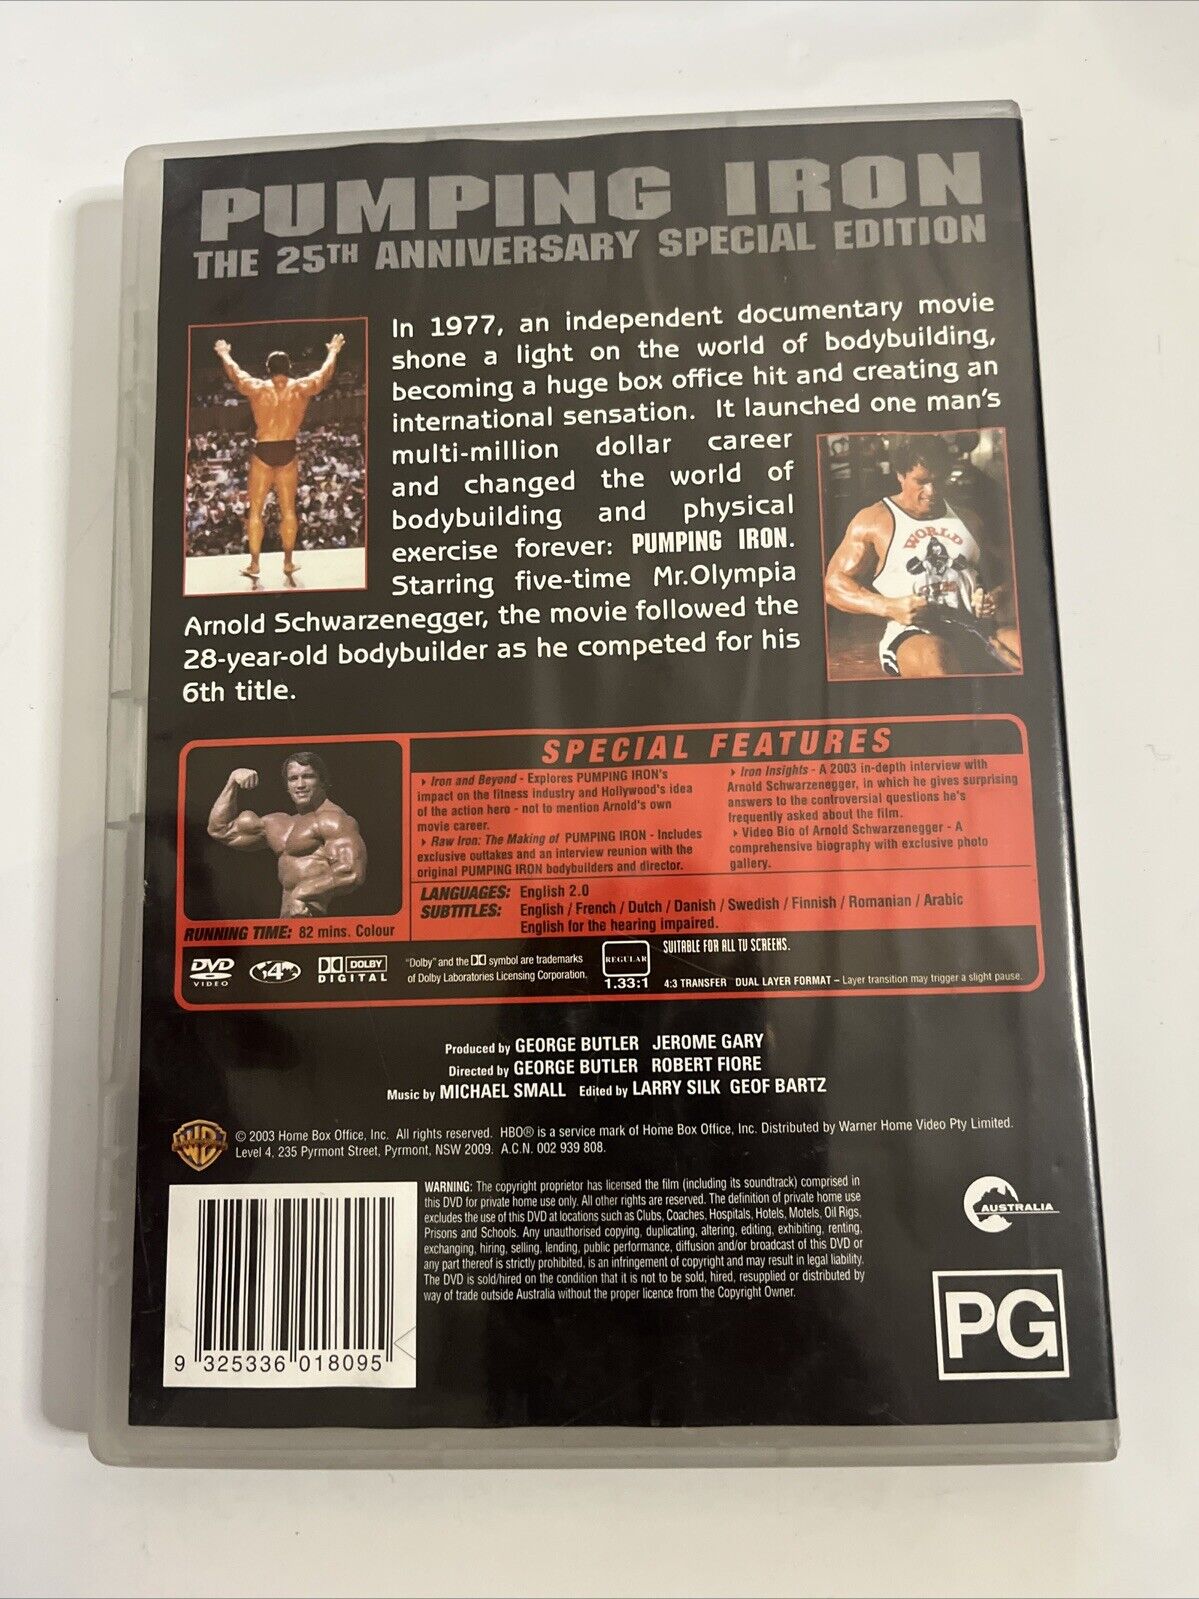 PUMPING IRON
THE 25TH ANNIVERSARY SPECIAL EDITION
In 1977, an independent documentary movie
shone a light on the world of bodybuilding,
becoming a huge box office hit and creating an
international sensation. It launched one man's
multi-million dollar career
and changed the world of
bodybuilding and physical
exercise forever: PUMPING IRON.
Starring five-time Mr.Olympia
Arnold Schwarzenegger, the movie followed the
28-year-old bodybuilder as he competed for his
6th title.
WORLD
SPECIAL FEATURES
Iron and Beyond - Explores PUMPING IRON's
impact on the fitness industry and Hollywood's idea
of the action hero - not to mention Arnold's own
movie career.
Raw Iron: The Making of PUMPING IRON - Includes
exclusive outtakes and an interview reunion with the
original PUMPING IRON bodybuilders and director.
Iron Insights - A 2003 in-depth interview with
Arnold Schwarzenegger, in which he gives surprising
answers to the controversial questions he's
frequently asked about the film.
Video Bio of Arnold Schwarzenegger - A
comprehensive biography with exclusive photo
gallery.
LANGUAGES: English 2.0
SUBTITLES: English / French / Dutch / Danish / Swedish / Finnish / Romanian / Arabic
English for the hearing impaired.
RUNNING TIME: 82 mins. Colour
DVD VIDEO
4
DOLBY DIGITAL
"Dolby" and the DD symbol are trademarks
of Dolby Laboratories Licensing Corporation.
REGULAR
1.33:1
SUITABLE FOR ALL TV SCREENS.
4:3 TRANSFER DUAL LAYER FORMAT – Layer transition may trigger a slight pause.
Produced by GEORGE BUTLER JEROME GARY
Directed by GEORGE BUTLER ROBERT FIORE
Music by MICHAEL SMALL Edited by LARRY SILK GEOF BARTZ
WB
© 2003 Home Box Office, Inc. All rights reserved. HBO® is a service mark of Home Box Office, Inc. Distributed by Warner Home Video Pty Limited.
Level 4, 235 Pyrmont Street, Pyrmont, NSW 2009. A.C.N. 002 939 808.
WARNING: The copyright proprietor has licensed the film (including its soundtrack) comprised in
this DVD for private home use only. All other rights are reserved. The definition of private home use
excludes the use of this DVD at locations such as Clubs, Coaches, Hospitals, Hotels, Motels, Oil Rigs,
Prisons and Schools. Any unauthorised copying, duplicating, altering, editing, exhibiting, renting,
exchanging, hiring, selling, lending, public performance, diffusion and/or broadcast of this DVD or
any part thereof is strictly prohibited, is an infringement of copyright and may result in legal liability.
The DVD is sold/hired on the condition that it is not to be sold, hired, resupplied or distributed by
way of trade outside Australia without the proper licence from the Copyright Owner.
AUSTRALIA
PG
9 325336 018095